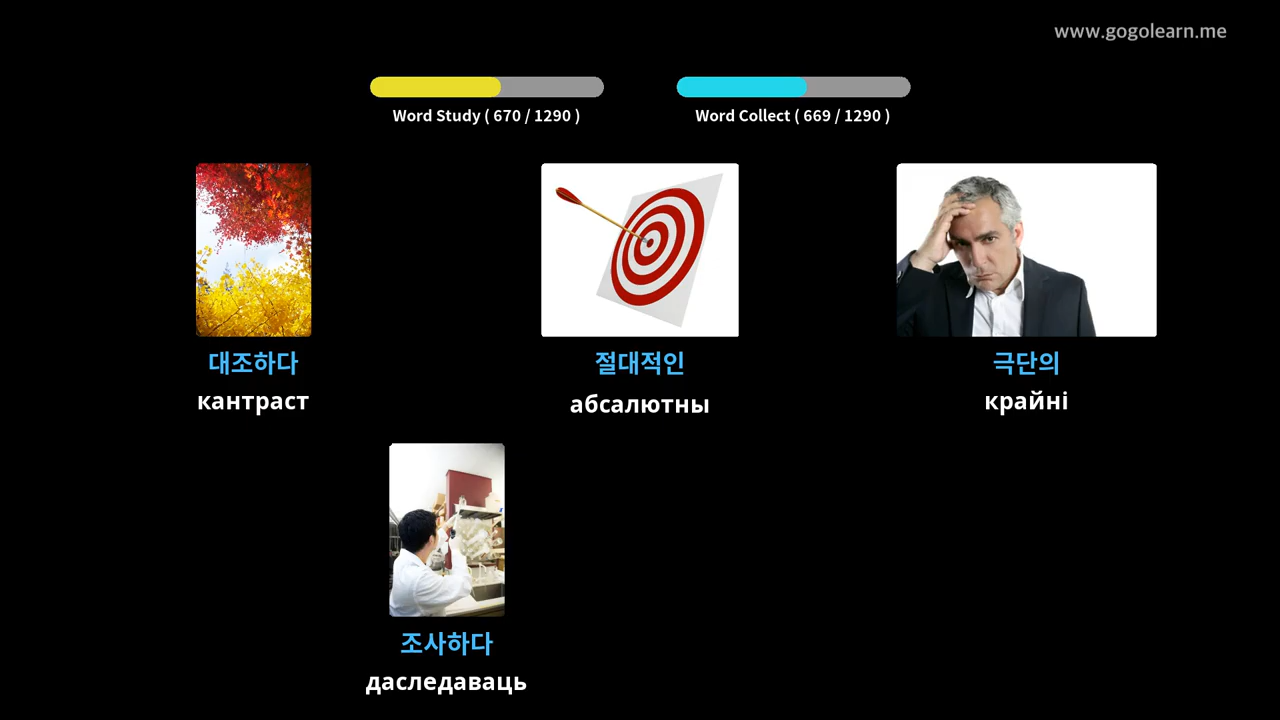 www.gogolearn.me
Word Study ( 670 / 1290 )
Word Collect ( 669 / 1290 )
대조하다
кантраст
절대적인
абсалютны
극단의
крайні
조사하다
даследаваць